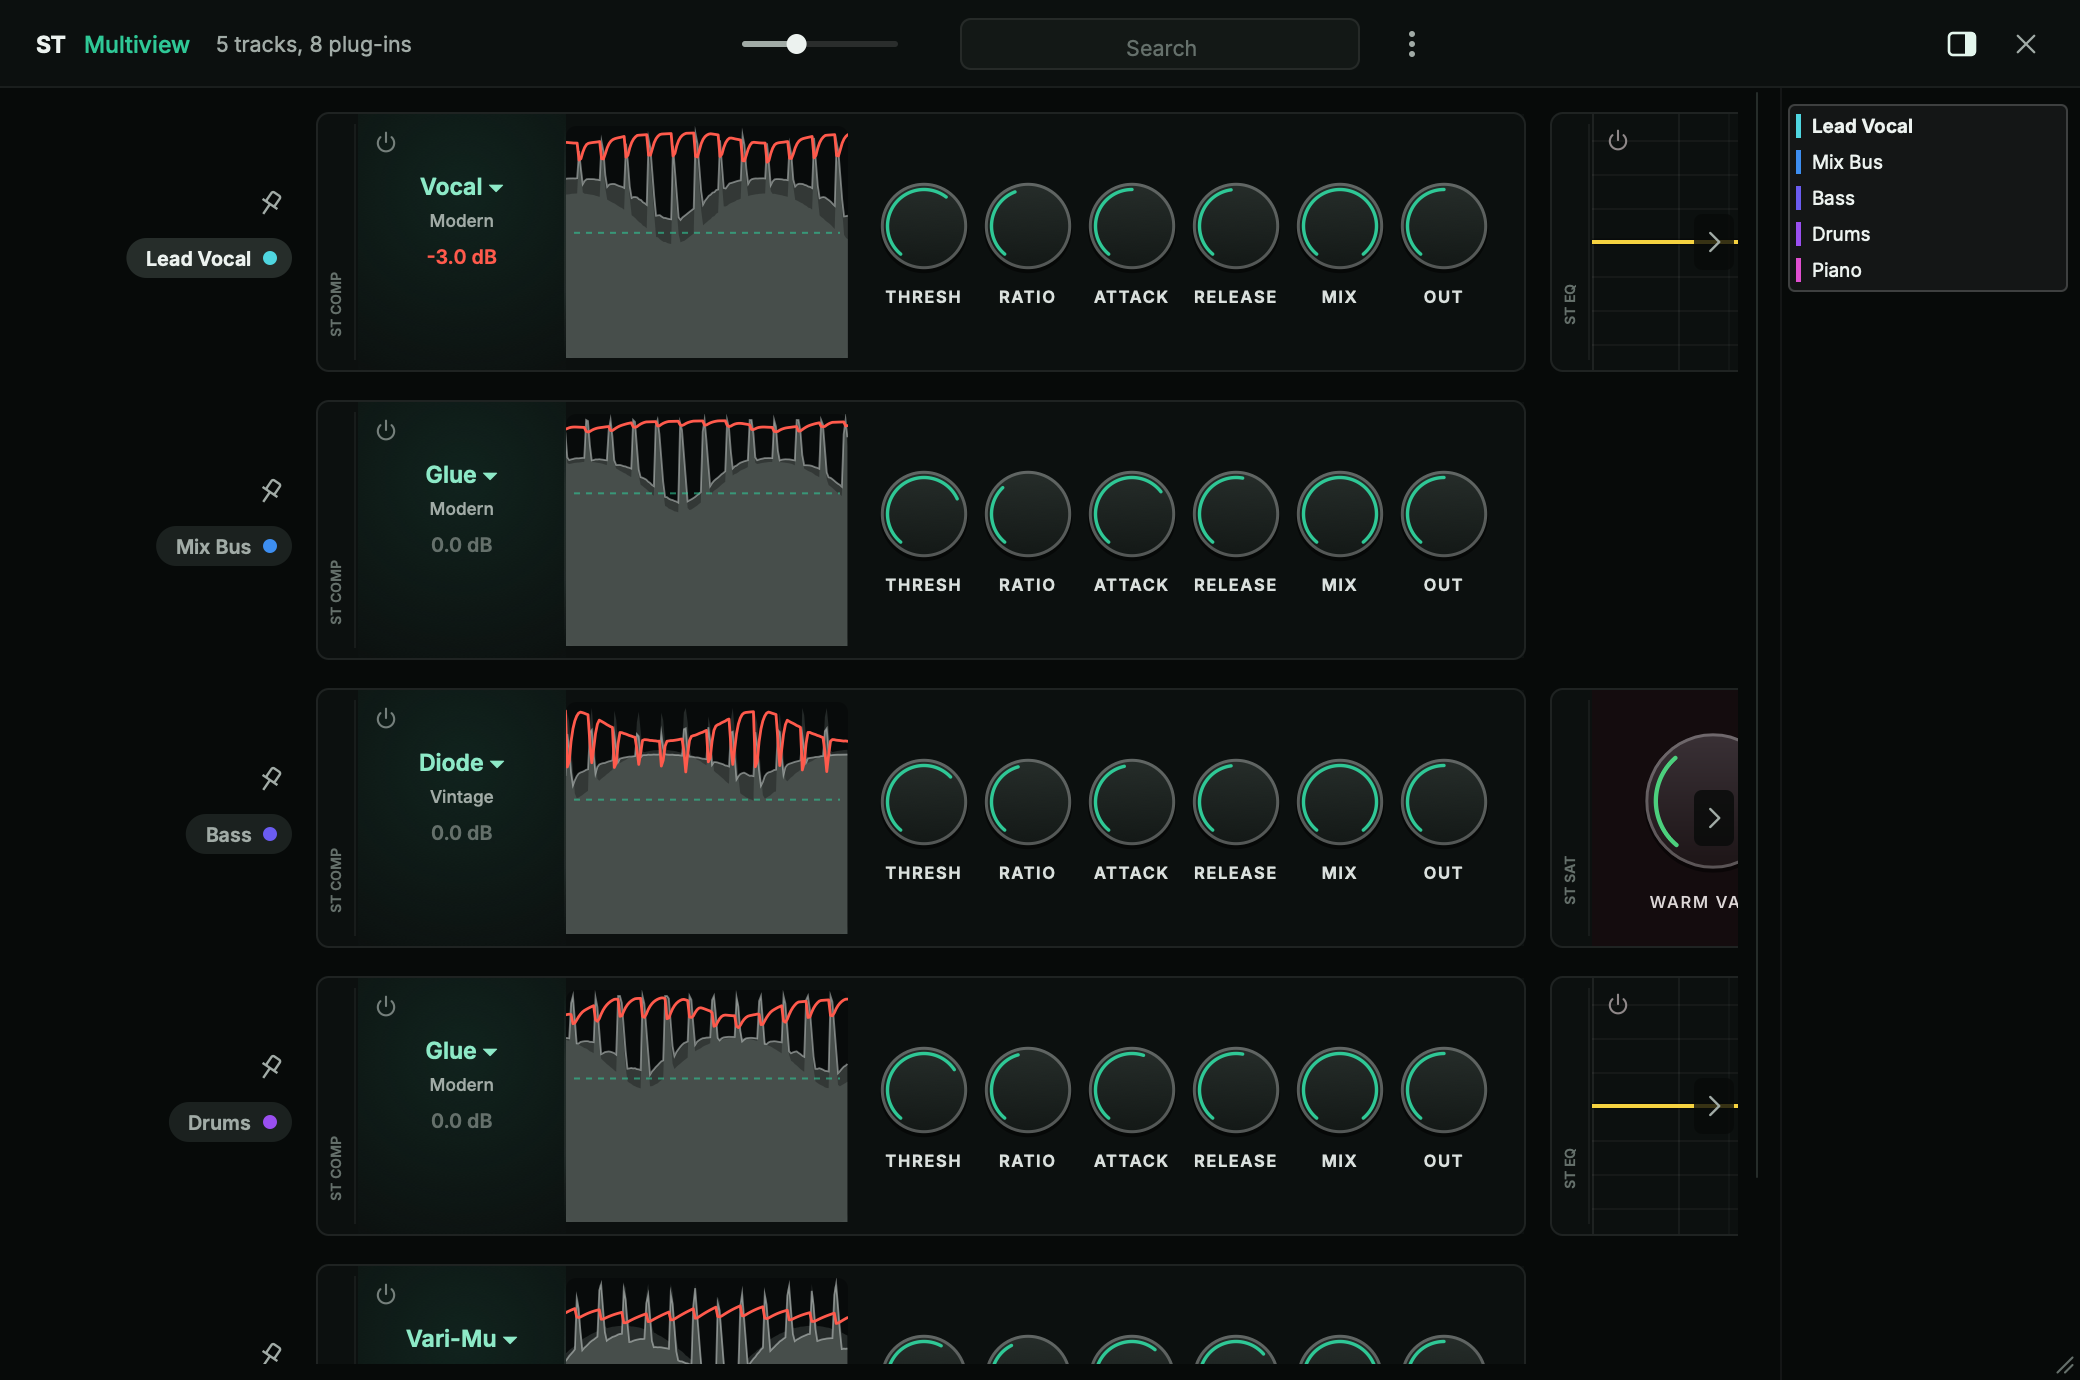 ST Multiview 5 tracks, 8 plug-ins
Search
Lead Vocal
ST COMP
Vocal
Modern
-3.0 dB
THRESH RATIO ATTACK RELEASE MIX OUT
ST EQ
Mix Bus
ST COMP
Glue
Modern
0.0 dB
THRESH RATIO ATTACK RELEASE MIX OUT
Bass
ST COMP
Diode
Vintage
0.0 dB
THRESH RATIO ATTACK RELEASE MIX OUT
ST SAT
WARM VA
Drums
ST COMP
Glue
Modern
0.0 dB
THRESH RATIO ATTACK RELEASE MIX OUT
ST EQ
Vari-Mu
Lead Vocal
Mix Bus
Bass
Drums
Piano